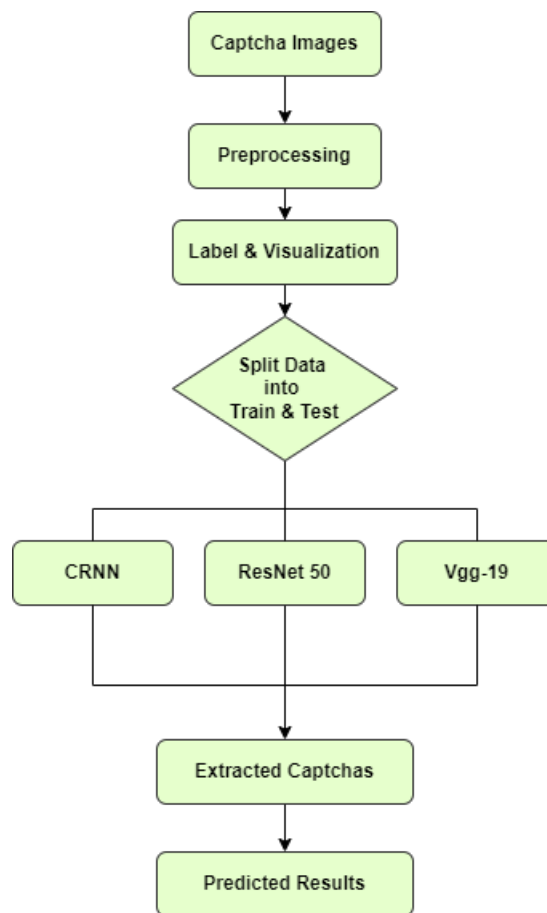 Captcha Images
Preprocessing
Label & Visualization
Split Data
into
Train & Test
CRNN
ResNet 50
Vgg-19
Extracted Captchas
Predicted Results